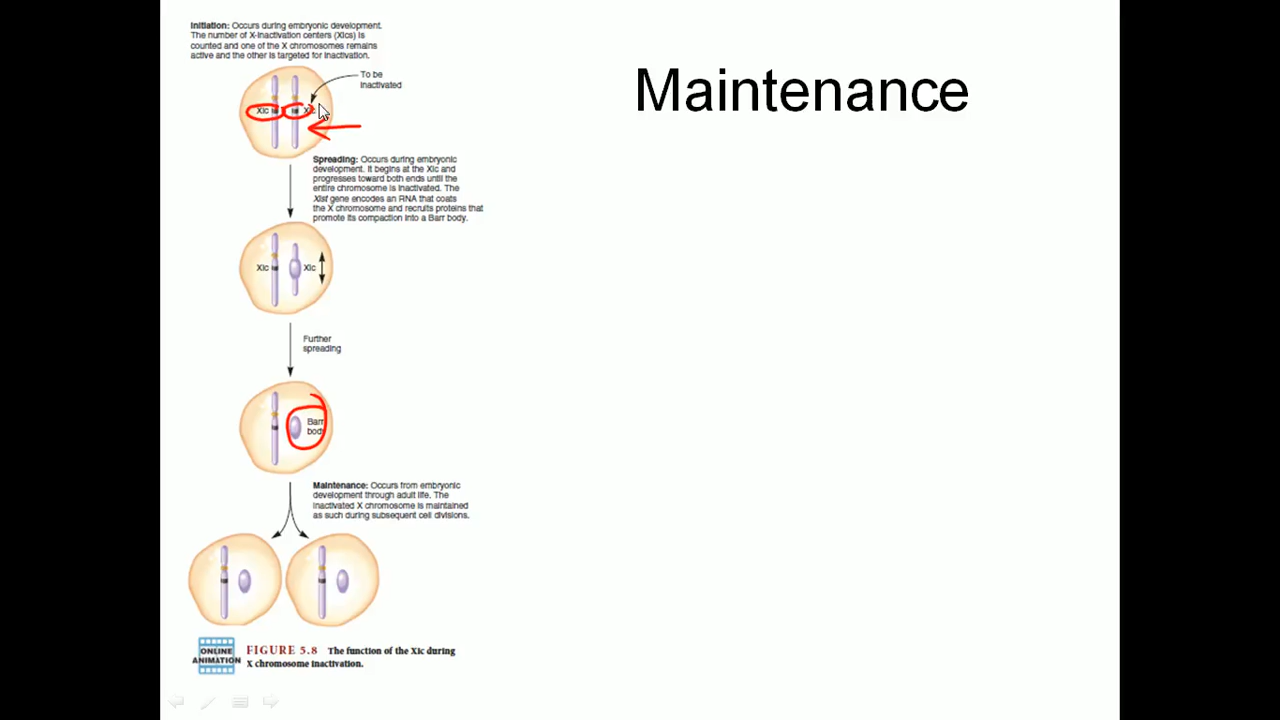 Initiation: Occurs during embryonic development.
The number of X-inactivation centers (Xics) is
counted and one of the X chromosomes remains
active and the other is targeted for inactivation.
Maintenance
To be
inactivated
Xic
Xic
Spreading: Occurs during embryonic
development. It begins at the Xic and
progresses toward both ends until the
entire chromosome is inactivated. The
Xist gene encodes an RNA that coats
the X chromosome and recruits proteins that
promote its compaction into a Barr body.
Xic
Xic
Further
spreading
Barr
body
Maintenance: Occurs from embryonic
development through adult life. The
inactivated X chromosome is maintained
as such during subsequent cell divisions.
ONLINE
ANIMATION
FIGURE 5.8 The function of the Xic during
X chromosome inactivation.